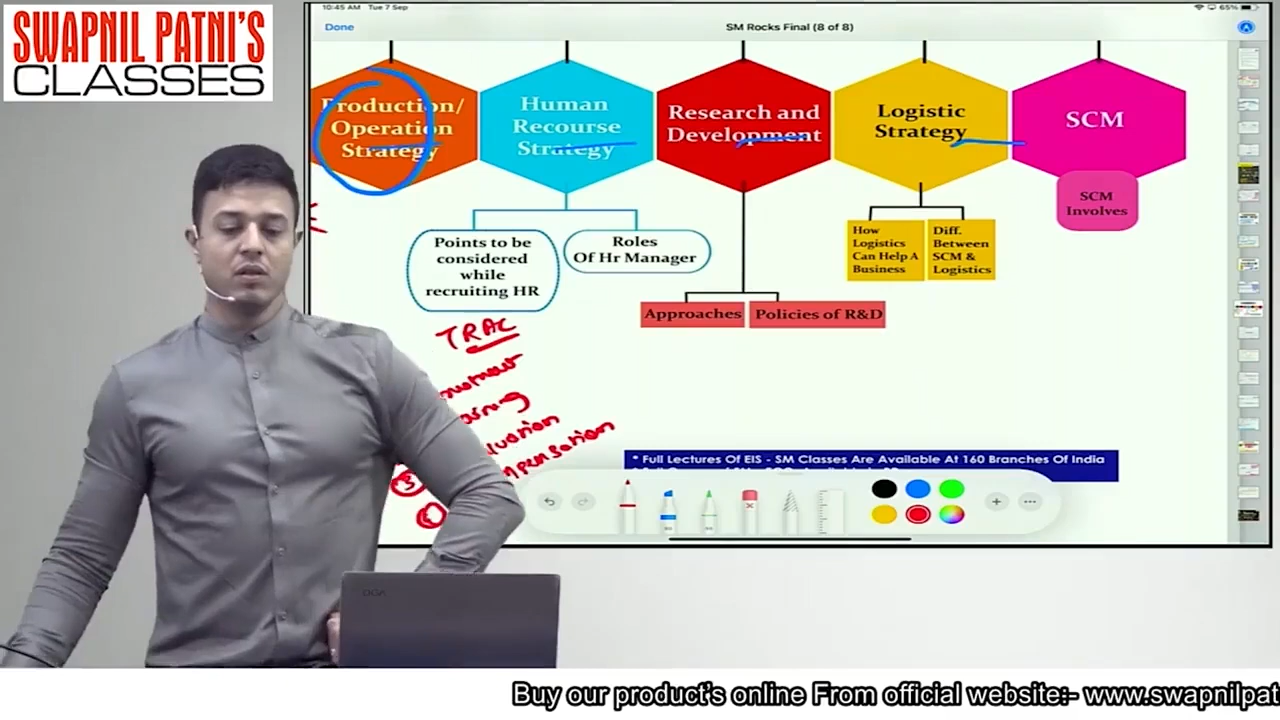 SWAPNIL PATNI'S
CLASSES
10:45 AM Tue 7 Sep
65%
Done
SM Rocks Final (8 of 8)
Production/
Operation
Strategy
Human
Recourse
Strategy
Research and
Development
Logistic
Strategy
SCM
SCM
Involves
Points to be
considered
while
recruiting HR
Roles
Of Hr Manager
How
Logistics
Can Help A
Business
Diff.
Between
SCM &
Logistics
Approaches
Policies of R&D
TRAC
* Full Lectures Of EIS - SM Classes Are Available At 160 Branches Of India
Buy our product's online From official website:- www.swapnilpat